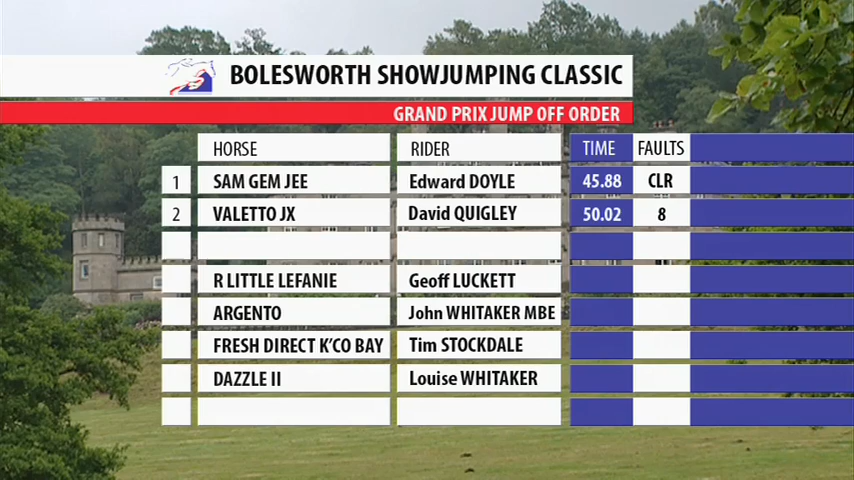 BOLESWORTH SHOWJUMPING CLASSIC
GRAND PRIX JUMP OFF ORDER
HORSE RIDER TIME FAULTS
1 SAM GEM JEE Edward DOYLE 45.88 CLR
2 VALETTO JX David QUIGLEY 50.02 8
R LITTLE LEFANIE Geoff LUCKETT
ARGENTO John WHITAKER MBE
FRESH DIRECT K'CO BAY Tim STOCKDALE
DAZZLE II Louise WHITAKER